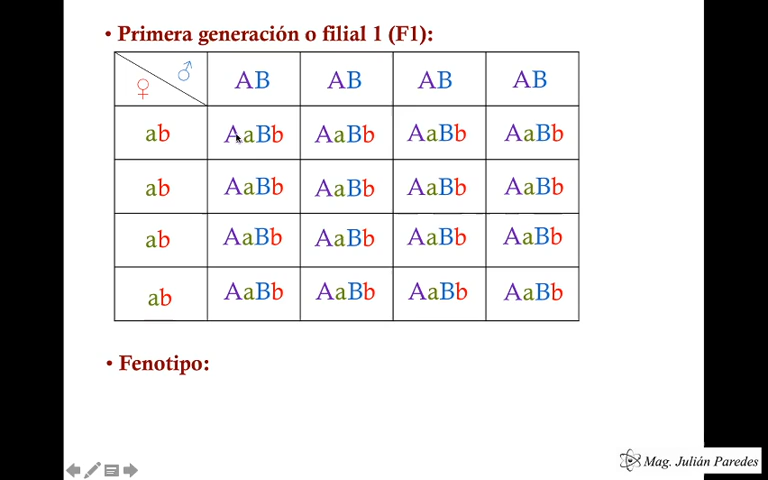 • Primera generación o filial 1 (F1):
♀ ♂ AB AB AB AB
ab AaBb AaBb AaBb AaBb
ab AaBb AaBb AaBb AaBb
ab AaBb AaBb AaBb AaBb
ab AaBb AaBb AaBb AaBb
• Fenotipo:
Mag. Julián Paredes